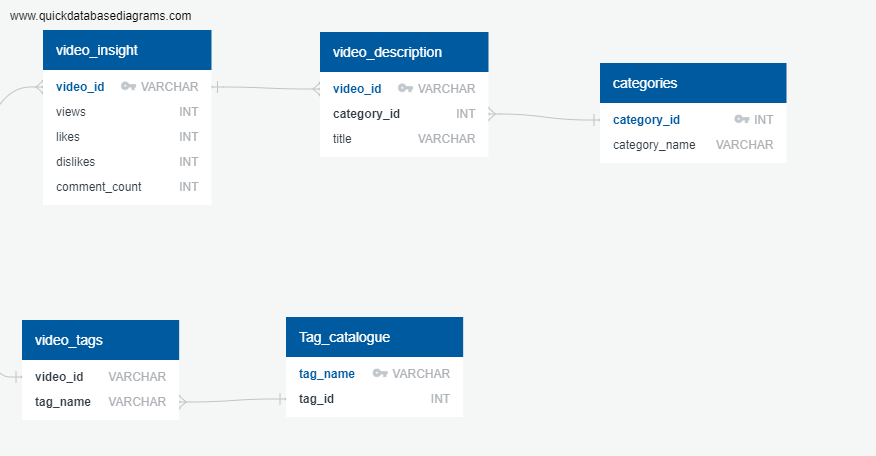 www.quickdatabasediagrams.com
video_insight
video_id VARCHAR
views INT
likes INT
dislikes INT
comment_count INT
video_description
video_id VARCHAR
category_id INT
title VARCHAR
categories
category_id INT
category_name VARCHAR
video_tags
video_id VARCHAR
tag_name VARCHAR
Tag_catalogue
tag_name VARCHAR
tag_id INT